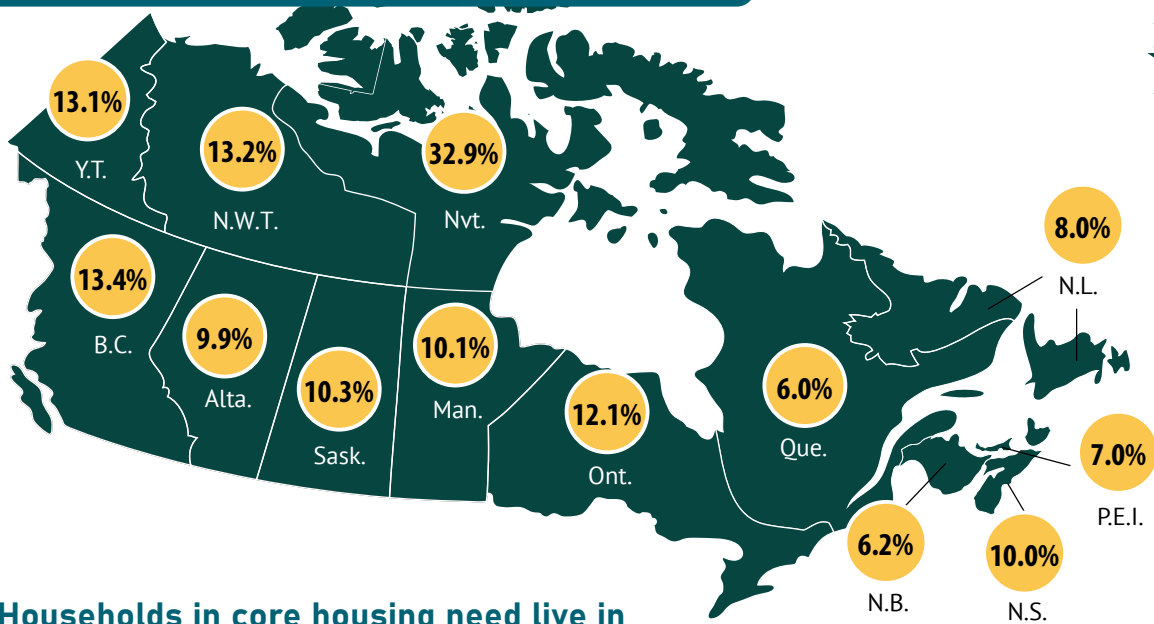 13.1%
Y.T.
13.2%
N.W.T.
32.9%
Nvt.
8.0%
N.L.
13.4%
B.C.
9.9%
Alta.
10.3%
Sask.
10.1%
Man.
12.1%
Ont.
6.0%
Que.
7.0%
P.E.I.
6.2%
N.B.
10.0%
N.S.
Households in core housing need live in